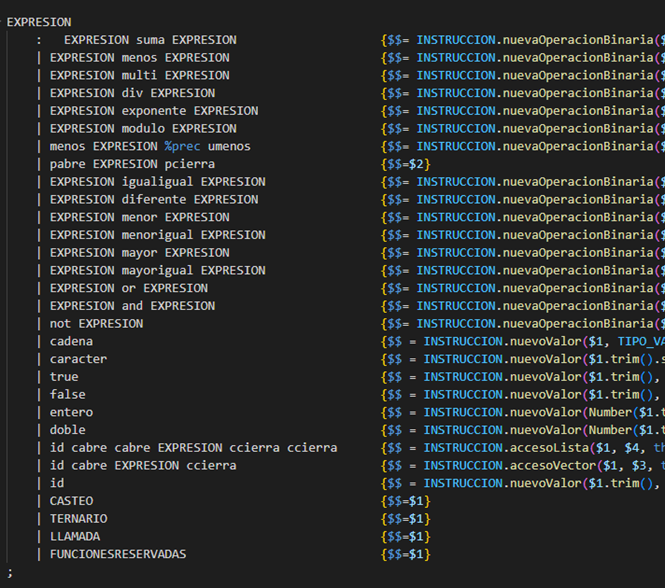 EXPRESION
: EXPRESION suma EXPRESION {$$= INSTRUCCION.nuevaOperacionBinaria($
| EXPRESION menos EXPRESION {$$= INSTRUCCION.nuevaOperacionBinaria($
| EXPRESION multi EXPRESION {$$= INSTRUCCION.nuevaOperacionBinaria($
| EXPRESION div EXPRESION {$$= INSTRUCCION.nuevaOperacionBinaria($
| EXPRESION exponente EXPRESION {$$= INSTRUCCION.nuevaOperacionBinaria($
| EXPRESION modulo EXPRESION {$$= INSTRUCCION.nuevaOperacionBinaria($
| menos EXPRESION %prec umenos {$$= INSTRUCCION.nuevaOperacionBinaria($
| pabre EXPRESION pcierra {$$=$2}
| EXPRESION igualigual EXPRESION {$$= INSTRUCCION.nuevaOperacionBinaria($
| EXPRESION diferente EXPRESION {$$= INSTRUCCION.nuevaOperacionBinaria($
| EXPRESION menor EXPRESION {$$= INSTRUCCION.nuevaOperacionBinaria($
| EXPRESION menorigual EXPRESION {$$= INSTRUCCION.nuevaOperacionBinaria($
| EXPRESION mayor EXPRESION {$$= INSTRUCCION.nuevaOperacionBinaria($
| EXPRESION mayorigual EXPRESION {$$= INSTRUCCION.nuevaOperacionBinaria($
| EXPRESION or EXPRESION {$$= INSTRUCCION.nuevaOperacionBinaria($
| EXPRESION and EXPRESION {$$= INSTRUCCION.nuevaOperacionBinaria($
| not EXPRESION {$$= INSTRUCCION.nuevaOperacionBinaria($
| cadena {$$ = INSTRUCCION.nuevoValor($1, TIPO_VA
| caracter {$$ = INSTRUCCION.nuevoValor($1.trim().s
| true {$$ = INSTRUCCION.nuevoValor($1.trim(),
| false {$$ = INSTRUCCION.nuevoValor($1.trim(),
| entero {$$ = INSTRUCCION.nuevoValor(Number($1.t
| doble {$$ = INSTRUCCION.nuevoValor(Number($1.t
| id cabre cabre EXPRESION ccierra ccierra {$$ = INSTRUCCION.accesoLista($1, $4, th
| id cabre EXPRESION ccierra {$$ = INSTRUCCION.accesoVector($1, $3, t
| id {$$ = INSTRUCCION.nuevoValor($1.trim(),
| CASTEO {$$=$1}
| TERNARIO {$$=$1}
| LLAMADA {$$=$1}
| FUNCIONESRESERVADAS {$$=$1}
;